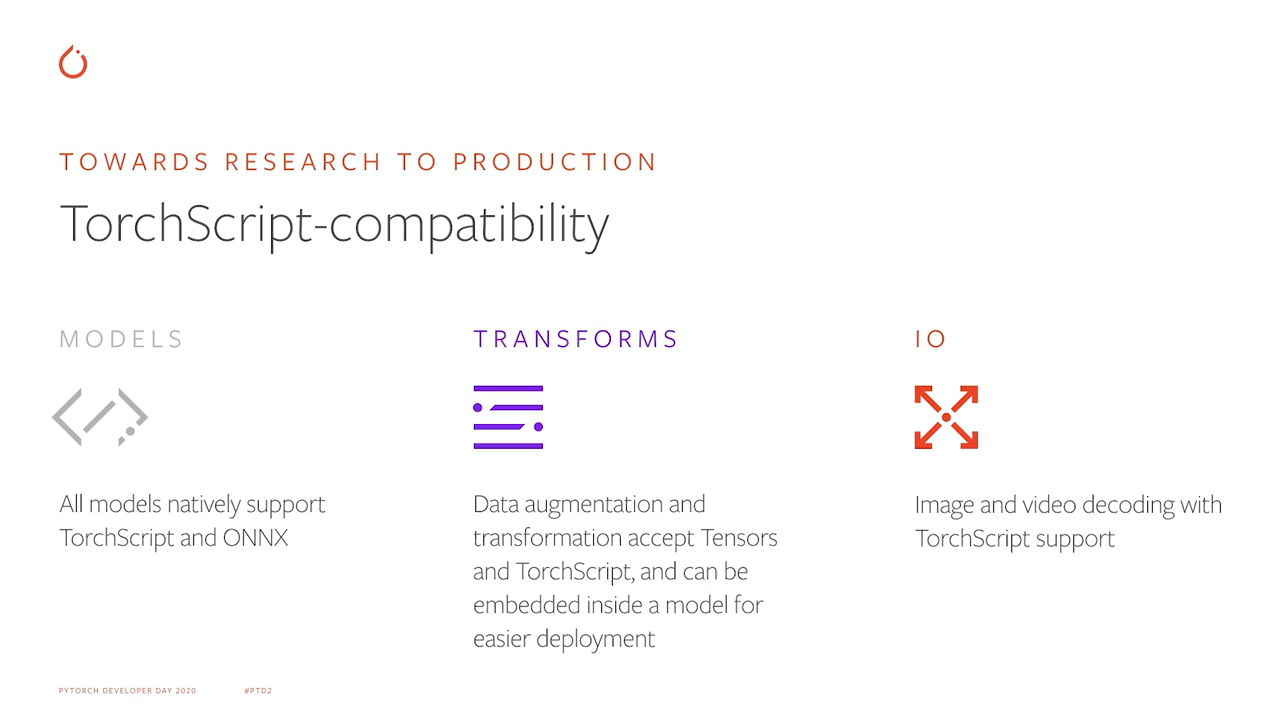 TOWARDS RESEARCH TO PRODUCTION
TorchScript-compatibility
MODELS
All models natively support
TorchScript and ONNX
TRANSFORMS
Data augmentation and
transformation accept Tensors
and TorchScript, and can be
embedded inside a model for
easier deployment
IO
Image and video decoding with
TorchScript support
PYTORCH DEVELOPER DAY 2020
#PTD2